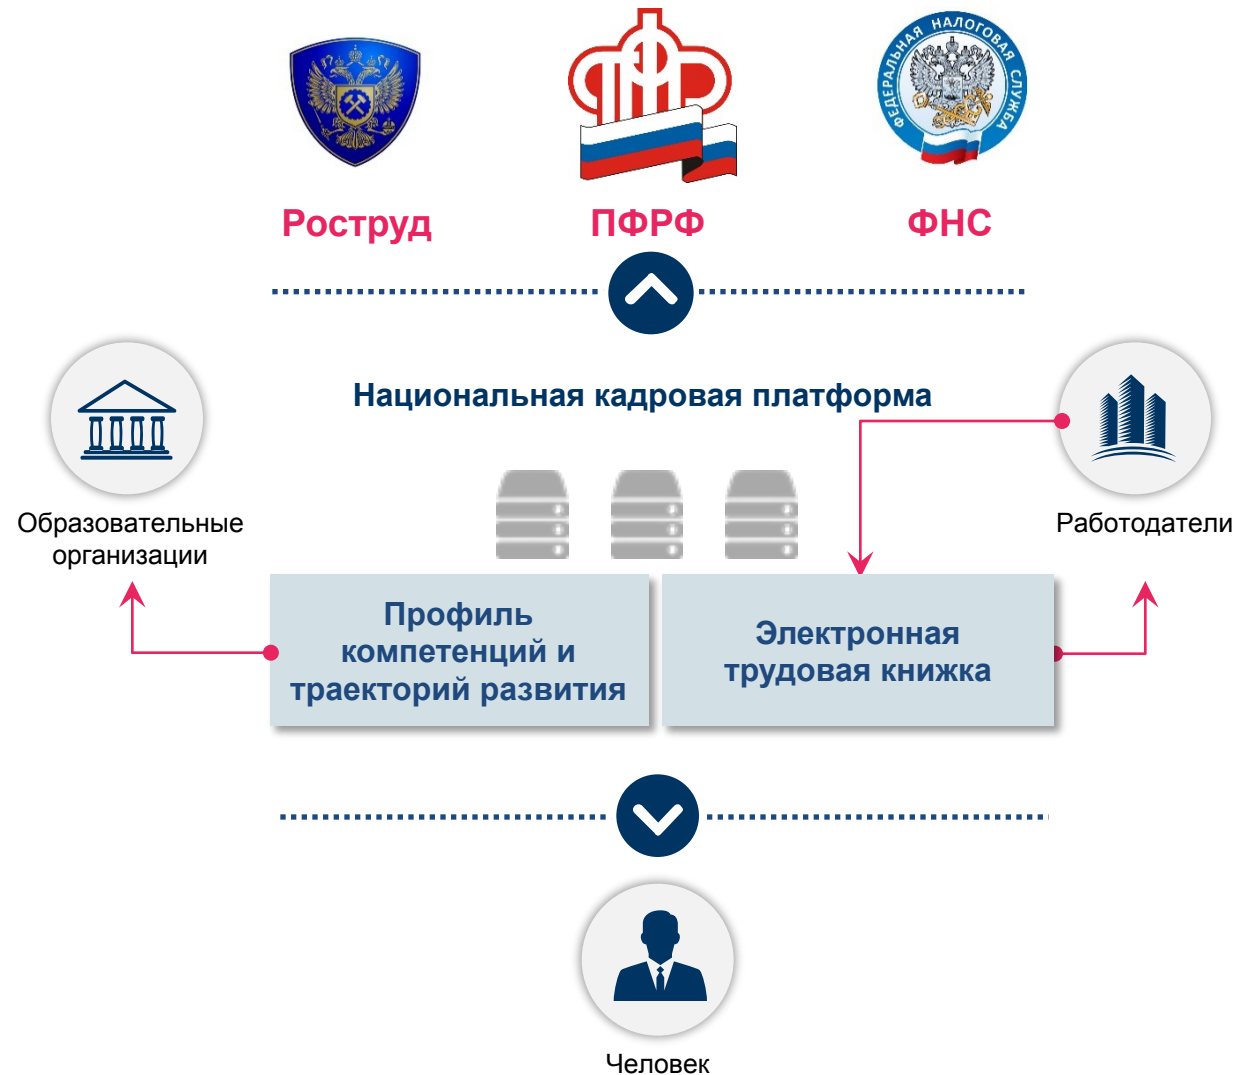 ФЕДЕРАЛЬНАЯ НАЛОГОВАЯ СЛУЖБА
Роструд
ПФРФ
ФНС
Национальная кадровая платформа
Образовательные
организации
Работодатели
Профиль
компетенций и
траекторий развития
Электронная
трудовая книжка
Человек